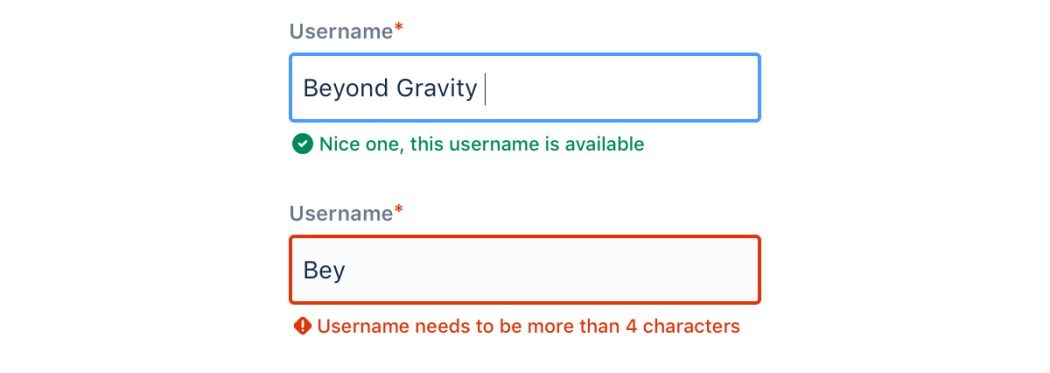 Username*
Beyond Gravity
Nice one, this username is available
Username*
Bey
Username needs to be more than 4 characters